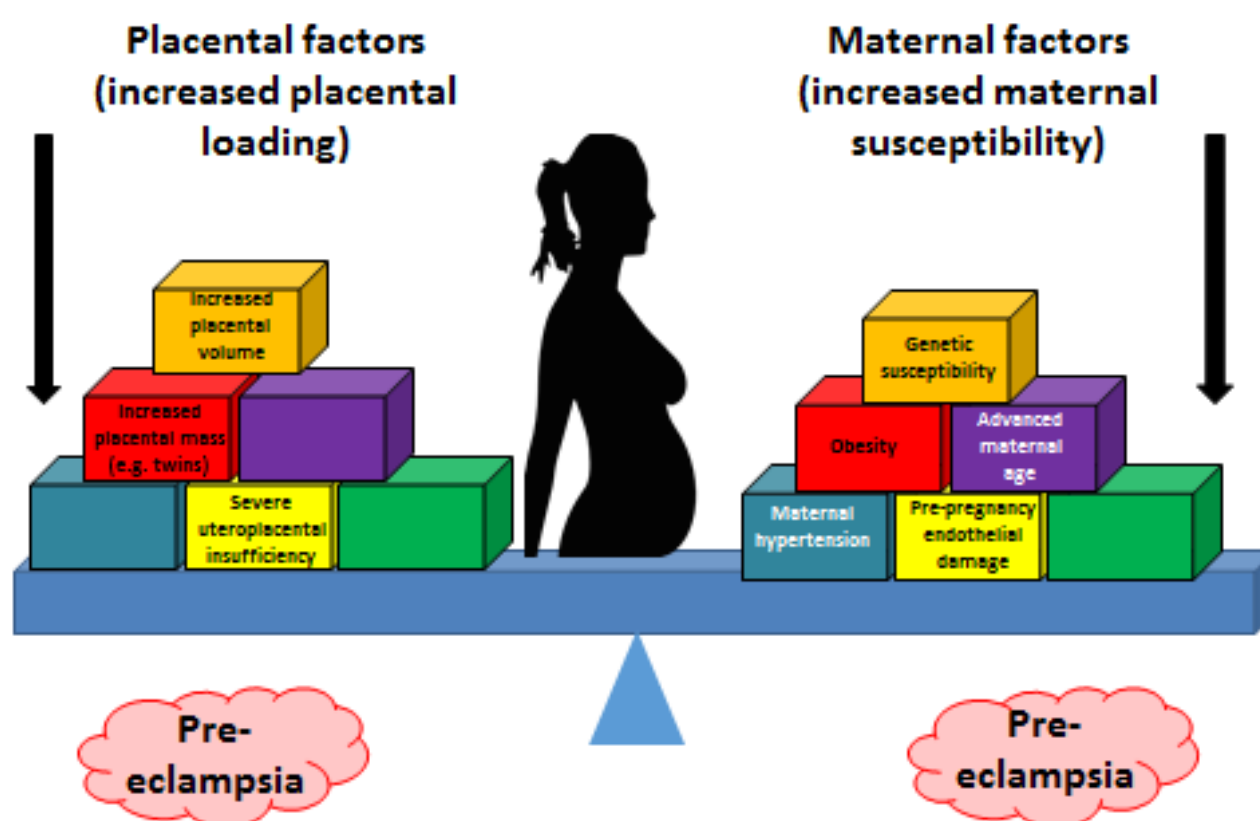 Placental factors
(increased placental
loading)
Maternal factors
(increased maternal
susceptibility)
Increased
placental
volume
Increased
placental mass
(e.g. twins)
Severe
uteroplacental
insufficiency
Genetic
susceptibility
Obesity
Advanced
maternal
age
Maternal
hypertension
Pre-pregnancy
endothelial
damage
Pre-
eclampsia
Pre-
eclampsia